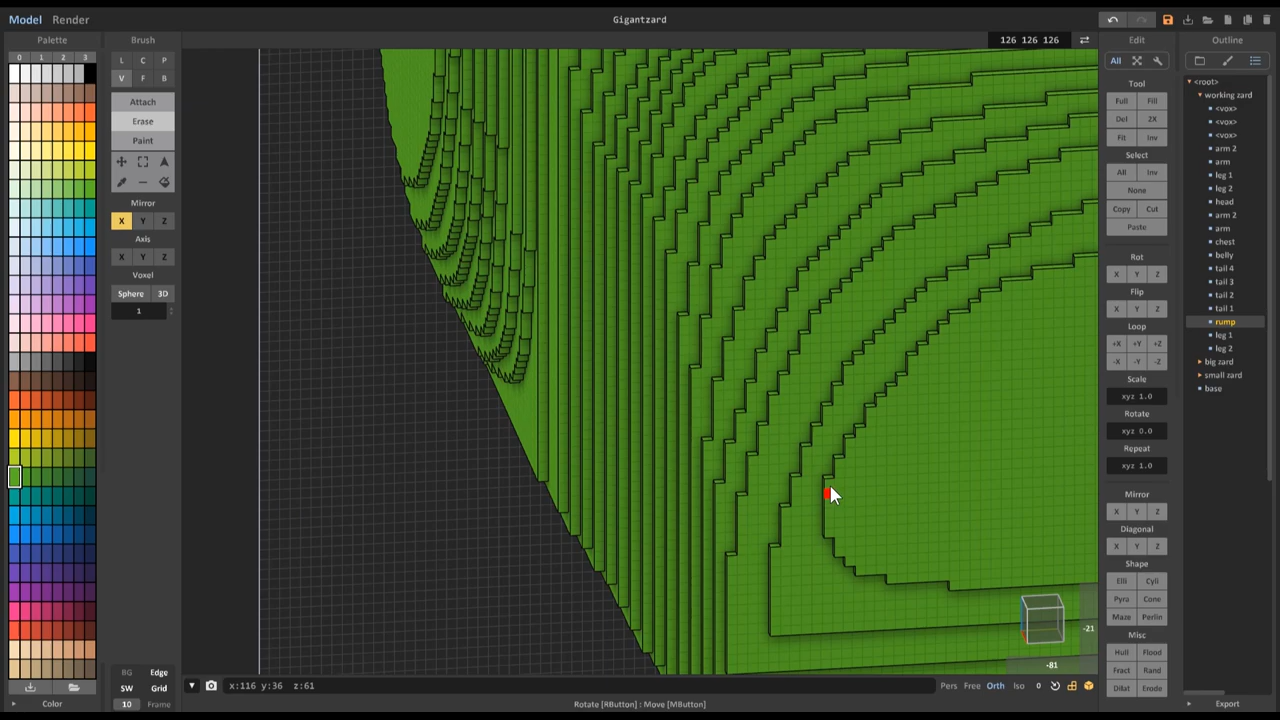 Model Render
Gigantzard
Palette
0 1 2 3
Color
Brush
L C P
V F B
Attach
Erase
Paint
Mirror
X Y Z
Axis
X Y Z
Voxel
Sphere 3D
1
BG Edge
SW Grid
10 Frame
126 126 126
-21
-81
x:116 y:36 z:61
Pers Free Orth Iso 0
Rotate [RButton] : Move [MButton]
Edit
All
Tool
Full Fill
Del 2X
Fit Inv
Select
All Inv
None
Copy Cut
Paste
Rot
X Y Z
Flip
X Y Z
Loop
+X +Y +Z
-X -Y -Z
Scale
xyz 1.0
Rotate
xyz 0.0
Repeat
xyz 1.0
Mirror
X Y Z
Diagonal
X Y Z
Shape
Elli Cyli
Pyra Cone
Maze Perlin
Misc
Hull Flood
Fract Rand
Dilat Erode
Outline
<root>
working zard
<vox>
<vox>
<vox>
arm 2
arm
leg 1
leg 2
head
arm 2
arm
chest
belly
tail 4
tail 3
tail 2
tail 1
rump
leg 1
leg 2
big zard
small zard
base
Export